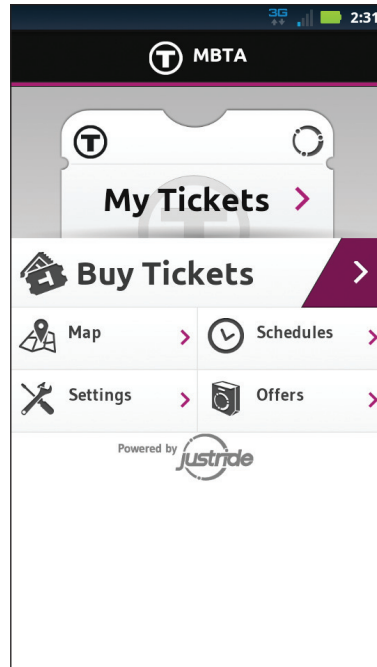 3G 2:31
T MBTA
T
My Tickets
Buy Tickets
Map
Schedules
Settings
Offers
Powered by justride